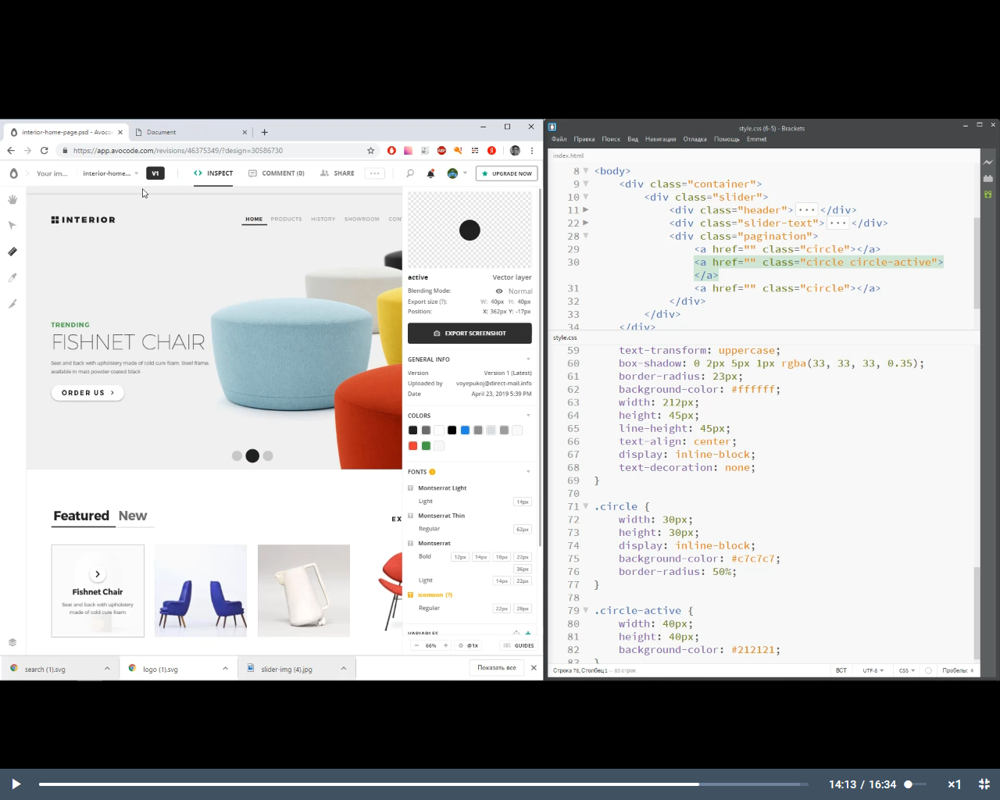 interior-home-page.psd - Avoco
Document
https://app.avocode.com/revisions/46375349/?design=30586730
Your im...
interior-home...
V1
INSPECT
COMMENT (0)
SHARE
UPGRADE NOW
INTERIOR
HOME
PRODUCTS
HISTORY
SHOWROOM
CON
TRENDING
FISHNET CHAIR
Seat and back with upholstery made of cold cure foam. Steel frame,
available in matt powder-coated black
ORDER US
Featured
New
EX
Fishnet Chair
Seat and back with upholstery
made of cold cure foam
active
Vector layer
Blending Mode:
Normal
Export size (?):
W: 40px H: 40px
Position:
X: 362px Y: -17px
EXPORT SCREENSHOT
GENERAL INFO
Version
Version 1 (Latest)
Uploaded by
voyepukoj@direct-mail.info
Date
April 23, 2019 5:39 PM
COLORS
FONTS
Montserrat Light
Light
14px
Montserrat Thin
Regular
62px
Montserrat
Bold
12px 14px 18px 22px
36px
Light
14px 22px
icomoon (?)
Regular
22px 28px
VARIABLES
66%
@1x
GUIDES
search (1).svg
logo (1).svg
slider-img (4).jpg
Показать все
style.css (6-5) - Brackets
Файл Правка Поиск Вид Навигация Отладка Помощь Emmet
index.html
8 <body>
9 <div class="container">
10 <div class="slider">
11 <div class="header">...</div>
22 <div class="slider-text">...</div>
28 <div class="pagination">
29 <a href="" class="circle"></a>
30 <a href="" class="circle circle-active">
</a>
31 <a href="" class="circle"></a>
32 </div>
33 </div>
34 </div>
style.css
59 text-transform: uppercase;
60 box-shadow: 0 2px 5px 1px rgba(33, 33, 33, 0.35);
61 border-radius: 23px;
62 background-color: #ffffff;
63 width: 212px;
64 height: 45px;
65 line-height: 45px;
66 text-align: center;
67 display: inline-block;
68 text-decoration: none;
69 }
70
71 .circle {
72 width: 30px;
73 height: 30px;
74 display: inline-block;
75 background-color: #c7c7c7;
76 border-radius: 50%;
77 }
78
79 .circle-active {
80 width: 40px;
81 height: 40px;
82 background-color: #212121;
83 }
Строка 78, Столбец 1 — 83 строк
ВСТ
UTF-8
CSS
Пробелы: 4
14:13 / 16:34
×1